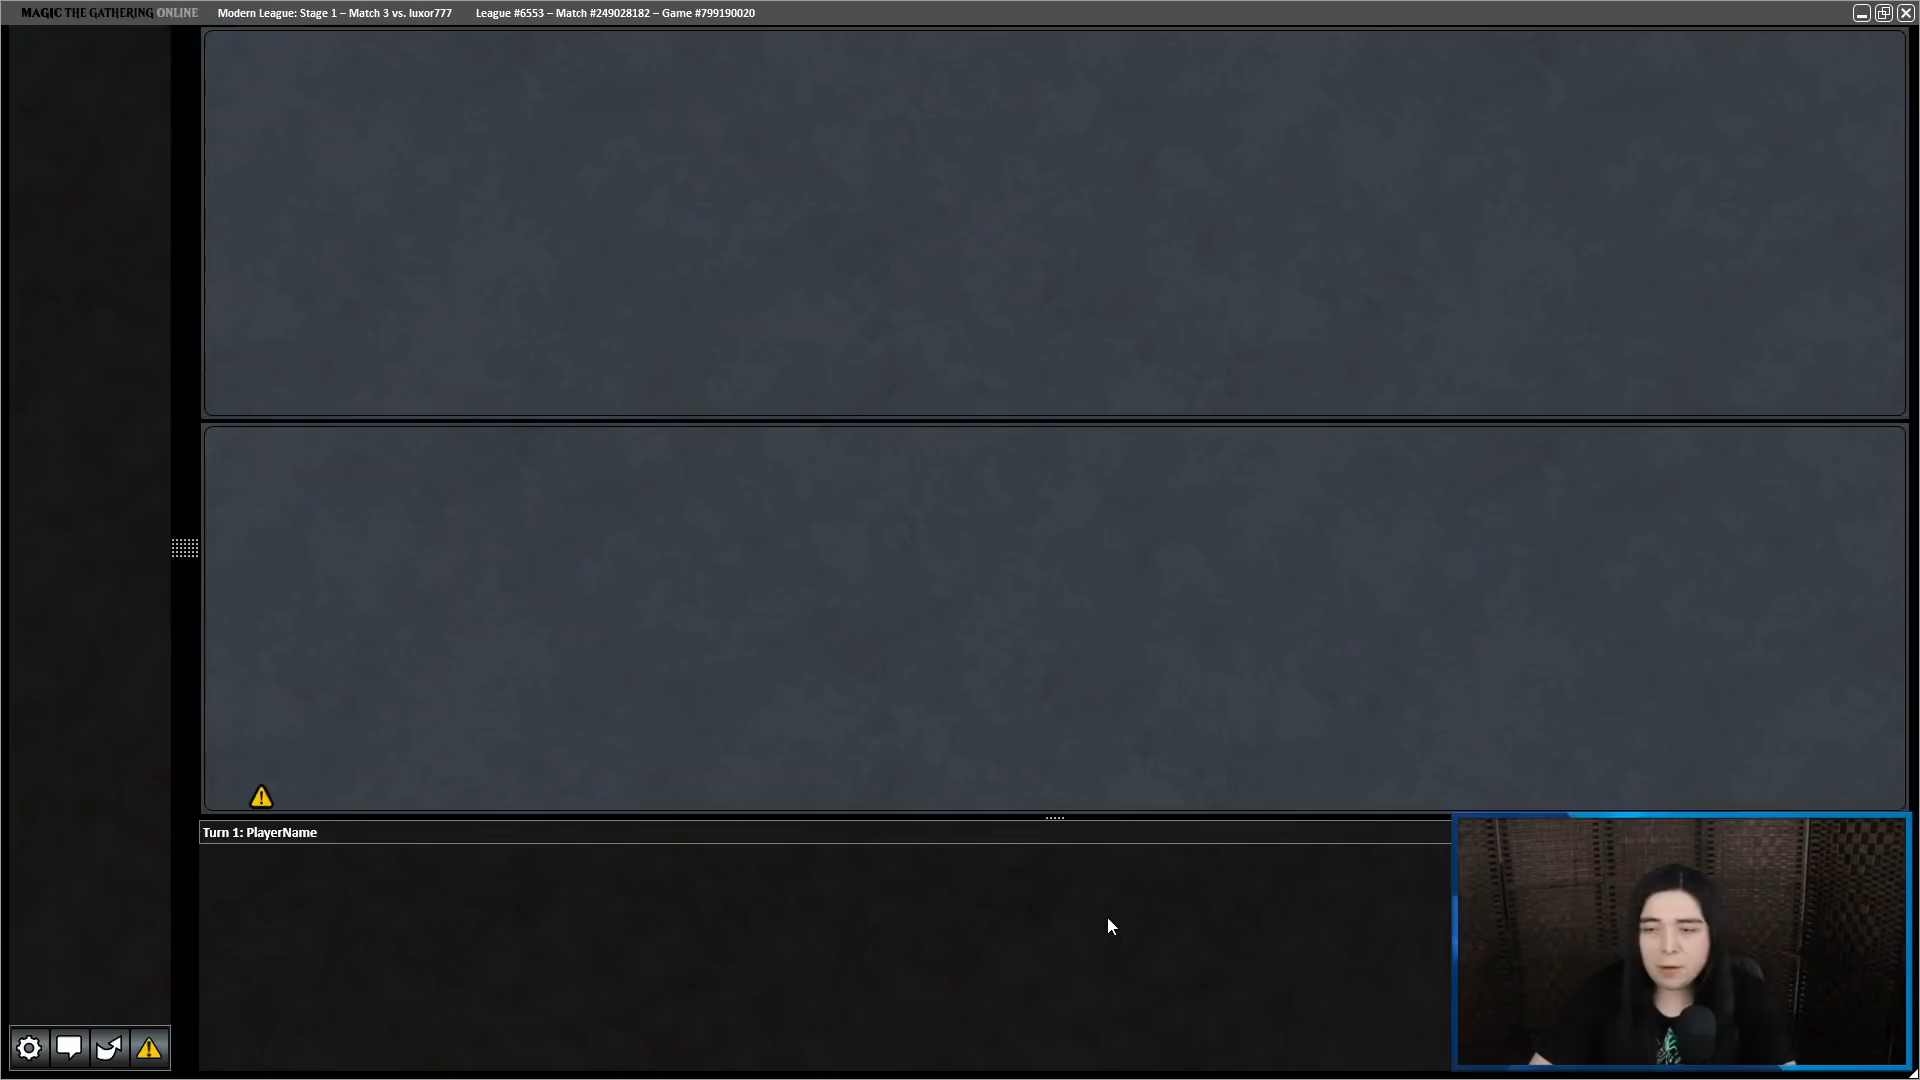 MAGIC THE GATHERING ONLINE Modern League: Stage 1 – Match 3 vs. luxor777 League #6553 – Match #249028182 – Game #799190020
Turn 1: PlayerName